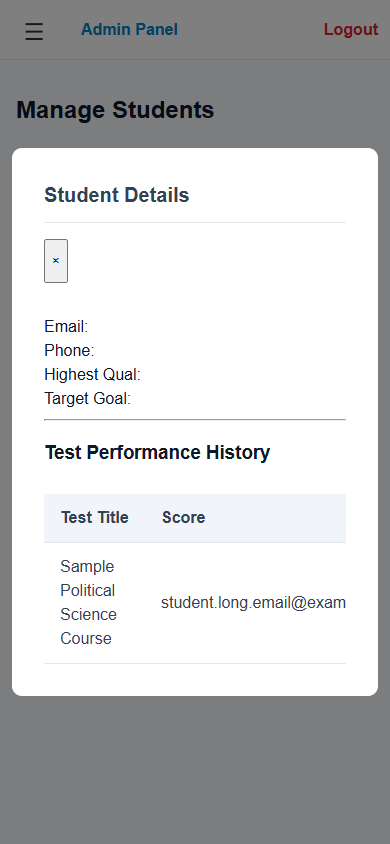 ☰ Admin Panel Logout
Manage Students
Student Details
×
Email:
Phone:
Highest Qual:
Target Goal:
Test Performance History
Test Title Score
Sample
Political
Science
Course
student.long.email@exam